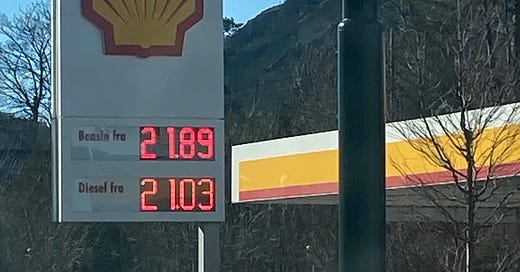 Bensin fra 21.89
Diesel fra 21.03